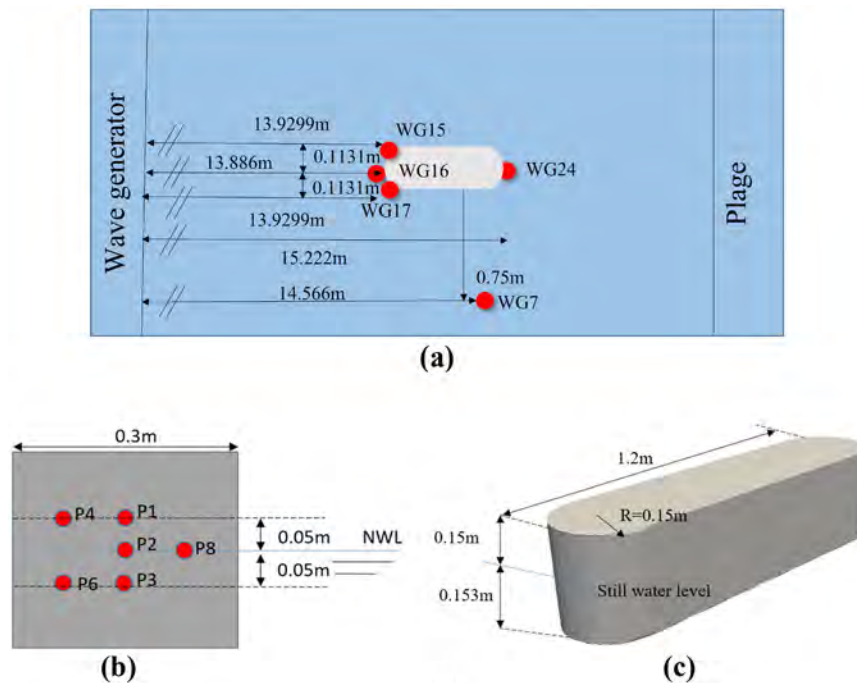 Wave generator
13.9299m
WG15
0.1131m
13.886m
WG16
WG24
0.1131m
WG17
13.9299m
15.222m
0.75m
14.566m
WG7
Plage
(a)
0.3m
P4
P1
0.05m
NWL
P2
P8
0.05m
P6
P3
(b)
1.2m
R=0.15m
0.15m
Still water level
0.153m
(c)